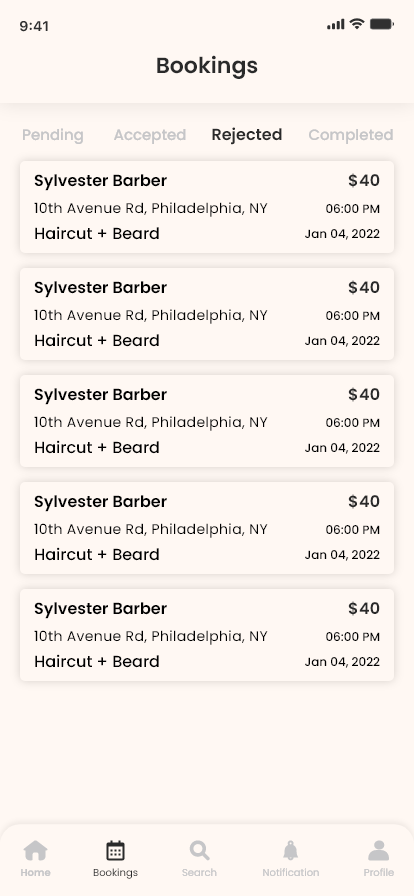 9:41
Bookings
Pending Accepted Rejected Completed
Sylvester Barber $40
10th Avenue Rd, Philadelphia, NY 06:00 PM
Haircut + Beard Jan 04, 2022
Sylvester Barber $40
10th Avenue Rd, Philadelphia, NY 06:00 PM
Haircut + Beard Jan 04, 2022
Sylvester Barber $40
10th Avenue Rd, Philadelphia, NY 06:00 PM
Haircut + Beard Jan 04, 2022
Sylvester Barber $40
10th Avenue Rd, Philadelphia, NY 06:00 PM
Haircut + Beard Jan 04, 2022
Sylvester Barber $40
10th Avenue Rd, Philadelphia, NY 06:00 PM
Haircut + Beard Jan 04, 2022
Home Bookings Search Notification Profile